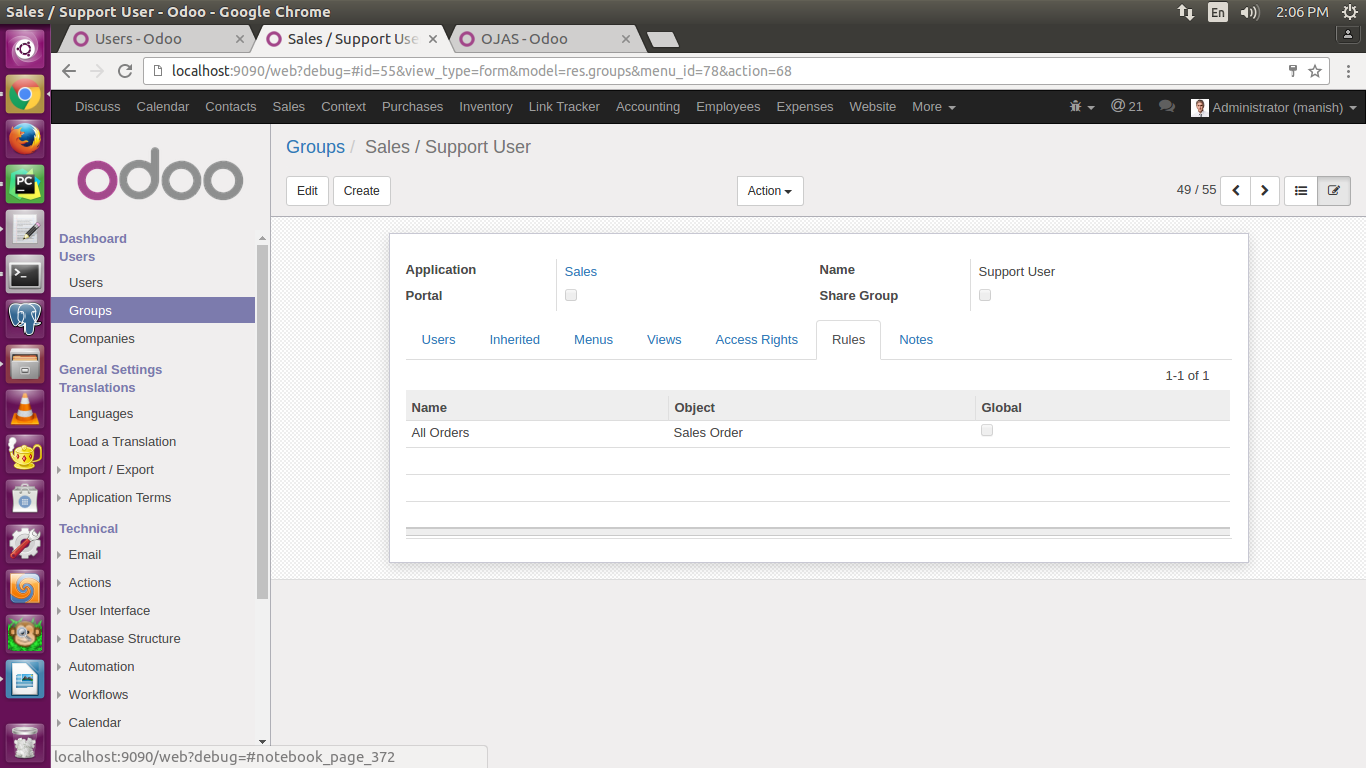 Sales / Support User - Odoo - Google Chrome
En
2:06 PM
Users - Odoo
Sales / Support Use
OJAS - Odoo
localhost:9090/web?debug=#id=55&view_type=form&model=res.groups&menu_id=78&action=68
Discuss Calendar Contacts Sales Context Purchases Inventory Link Tracker Accounting Employees Expenses Website More @ 21 Administrator (manish)
odoo
Groups / Sales / Support User
Edit Create Action 49 / 55
Dashboard
Users
Users
Groups
Companies
General Settings
Translations
Languages
Load a Translation
Import / Export
Application Terms
Technical
Email
Actions
User Interface
Database Structure
Automation
Workflows
Calendar
Application Sales Name Support User
Portal Share Group
Users Inherited Menus Views Access Rights Rules Notes
1-1 of 1
Name Object Global
All Orders Sales Order
localhost:9090/web?debug=#notebook_page_372
PC
>_